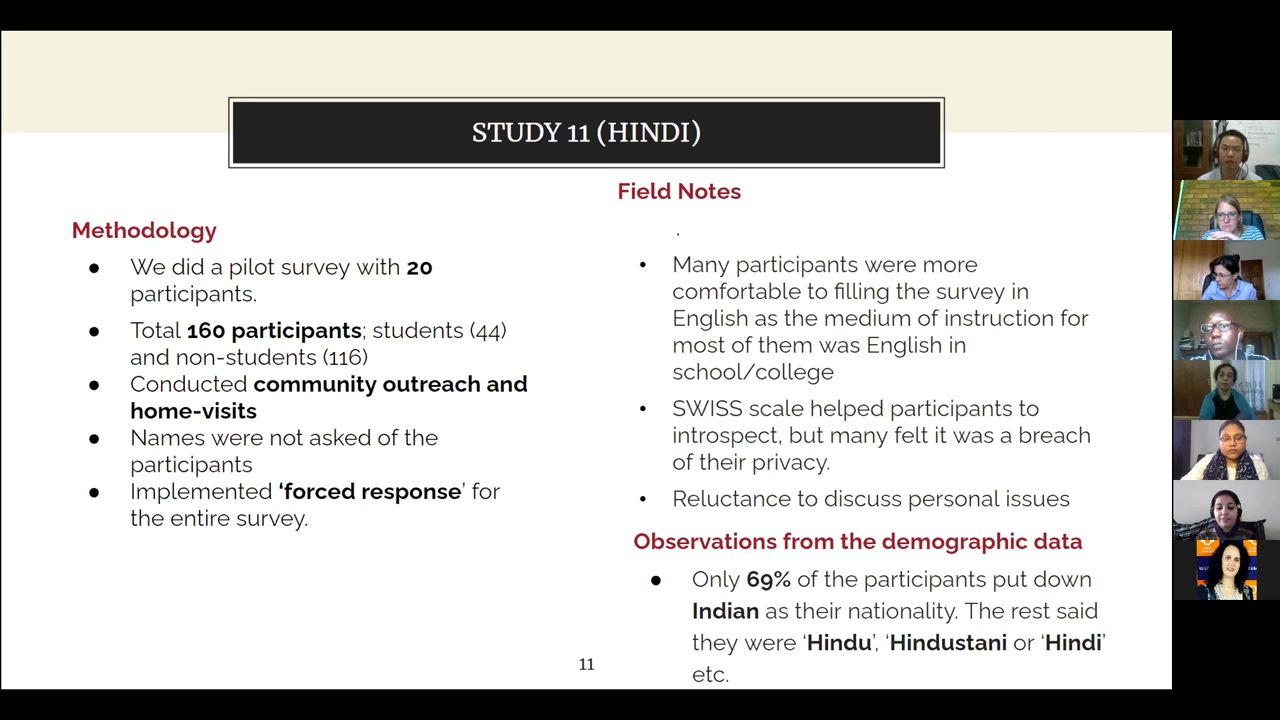 STUDY 11 (HINDI)
Methodology
● We did a pilot survey with 20
participants.
● Total 160 participants; students (44)
and non-students (116)
● Conducted community outreach and
home-visits
● Names were not asked of the
participants
● Implemented ‘forced response’ for
the entire survey.
Field Notes
.
• Many participants were more
comfortable to filling the survey in
English as the medium of instruction for
most of them was English in
school/college
• SWISS scale helped participants to
introspect, but many felt it was a breach
of their privacy.
• Reluctance to discuss personal issues
Observations from the demographic data
● Only 69% of the participants put down
Indian as their nationality. The rest said
they were ‘Hindu’, ‘Hindustani or ‘Hindi’
etc.
11